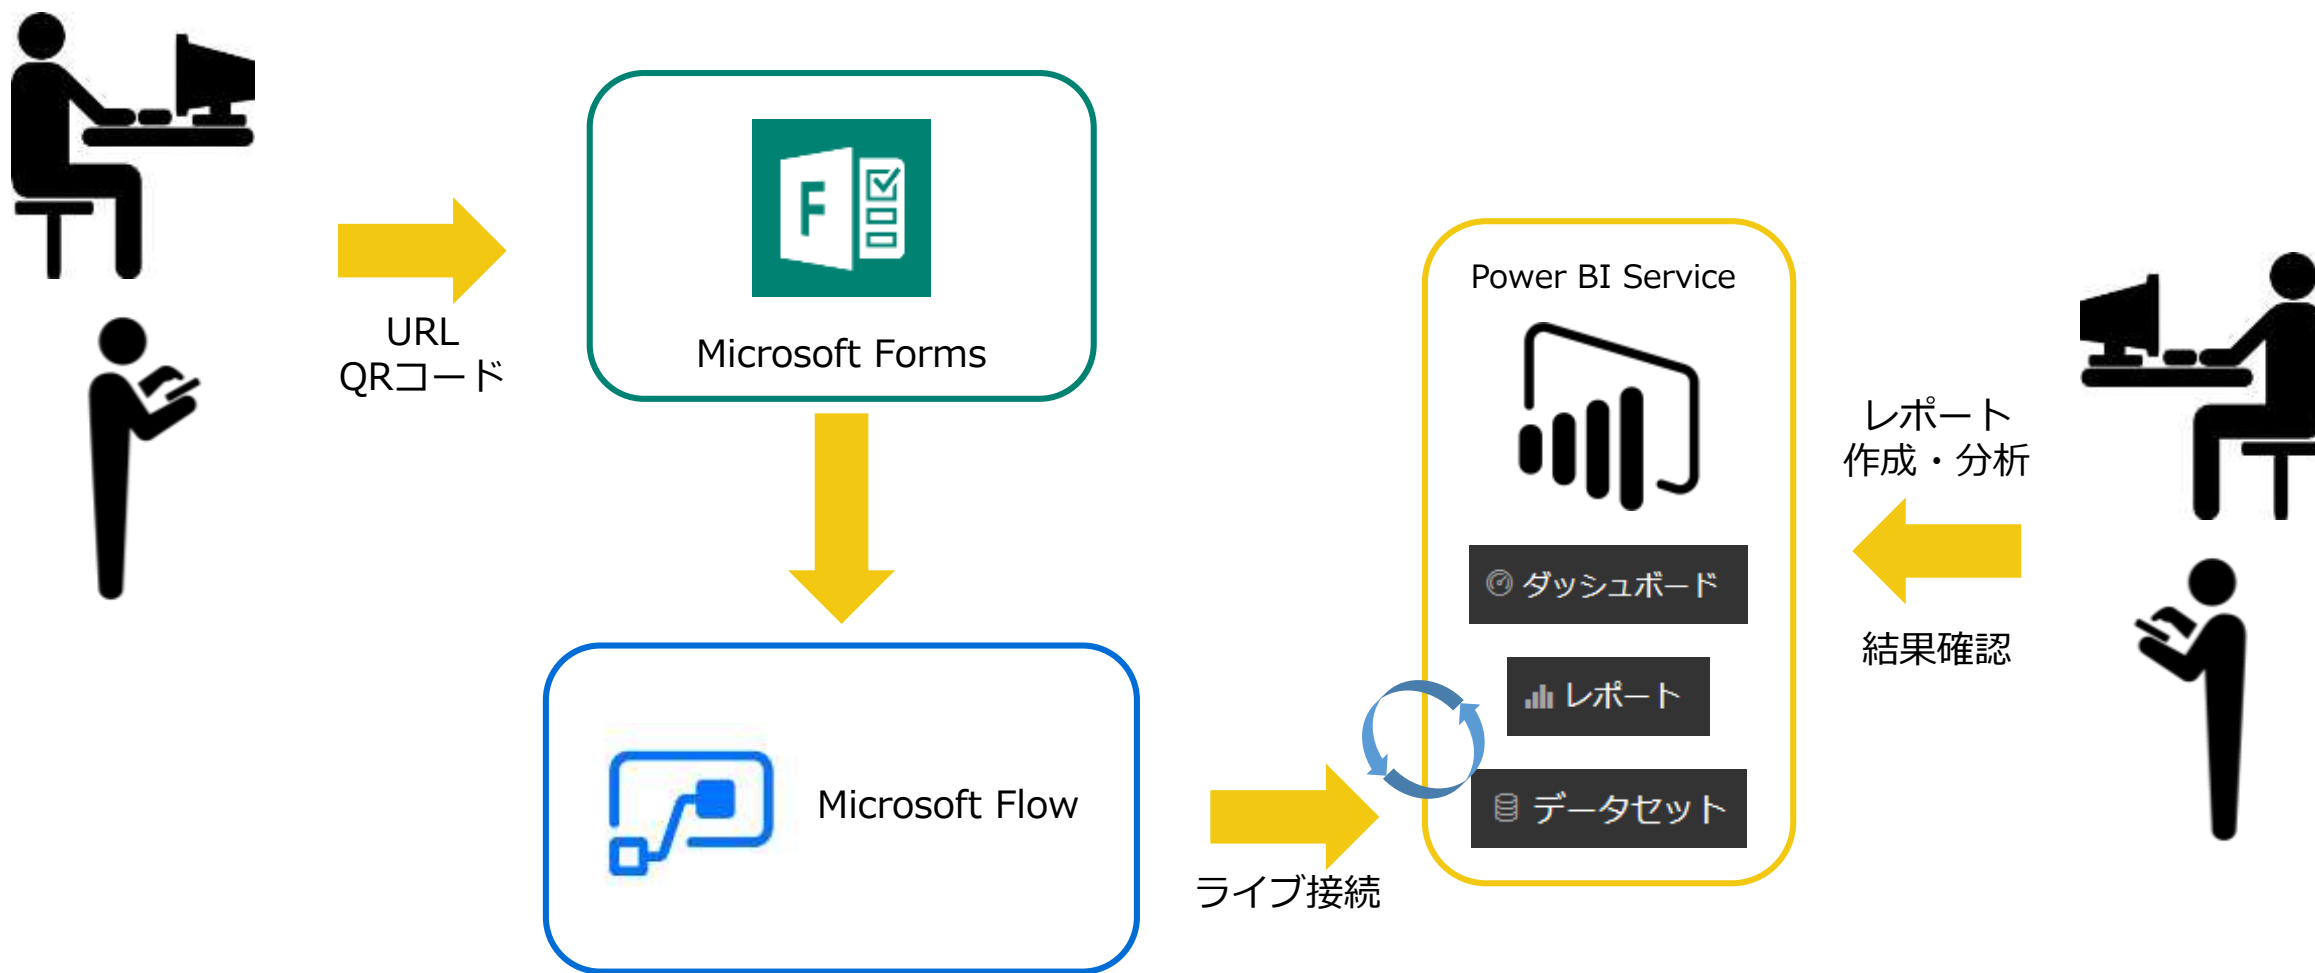 URL
QRコード
F
Microsoft Forms
Microsoft Flow
ライブ接続
Power BI Service
ダッシュボード
レポート
データセット
レポート
作成・分析
結果確認